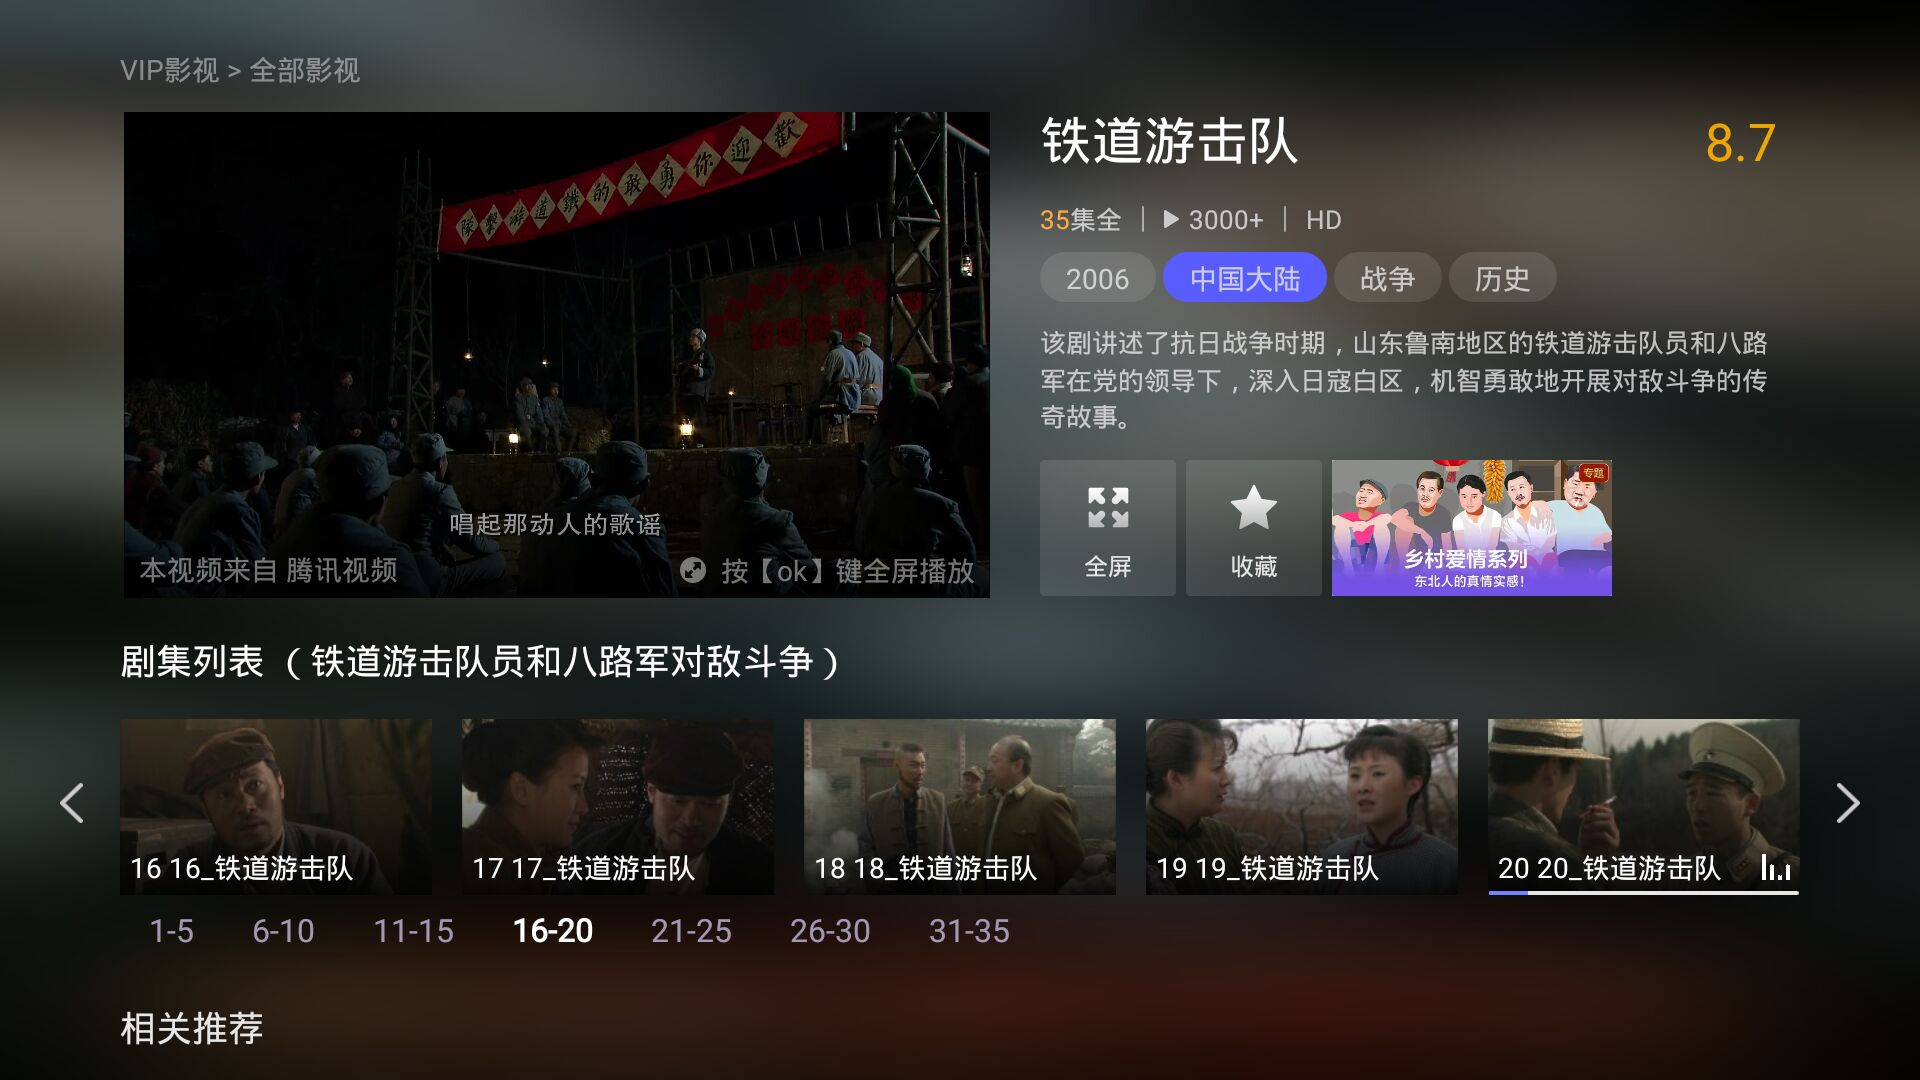 VIP影视 > 全部影视
隊擊游道鐵的敢勇你迎歡
唱起那动人的歌谣
本视频来自 腾讯视频
按【ok】键全屏播放
铁道游击队
8.7
35集全 | 3000+ | HD
2006 中国大陆 战争 历史
该剧讲述了抗日战争时期，山东鲁南地区的铁道游击队员和八路
军在党的领导下，深入日寇白区，机智勇敢地开展对敌斗争的传
奇故事。
全屏
收藏
专题
乡村爱情系列
东北人的真情实感！
剧集列表 （铁道游击队员和八路军对敌斗争）
16 16_铁道游击队
17 17_铁道游击队
18 18_铁道游击队
19 19_铁道游击队
20 20_铁道游击队
1-5 6-10 11-15 16-20 21-25 26-30 31-35
相关推荐